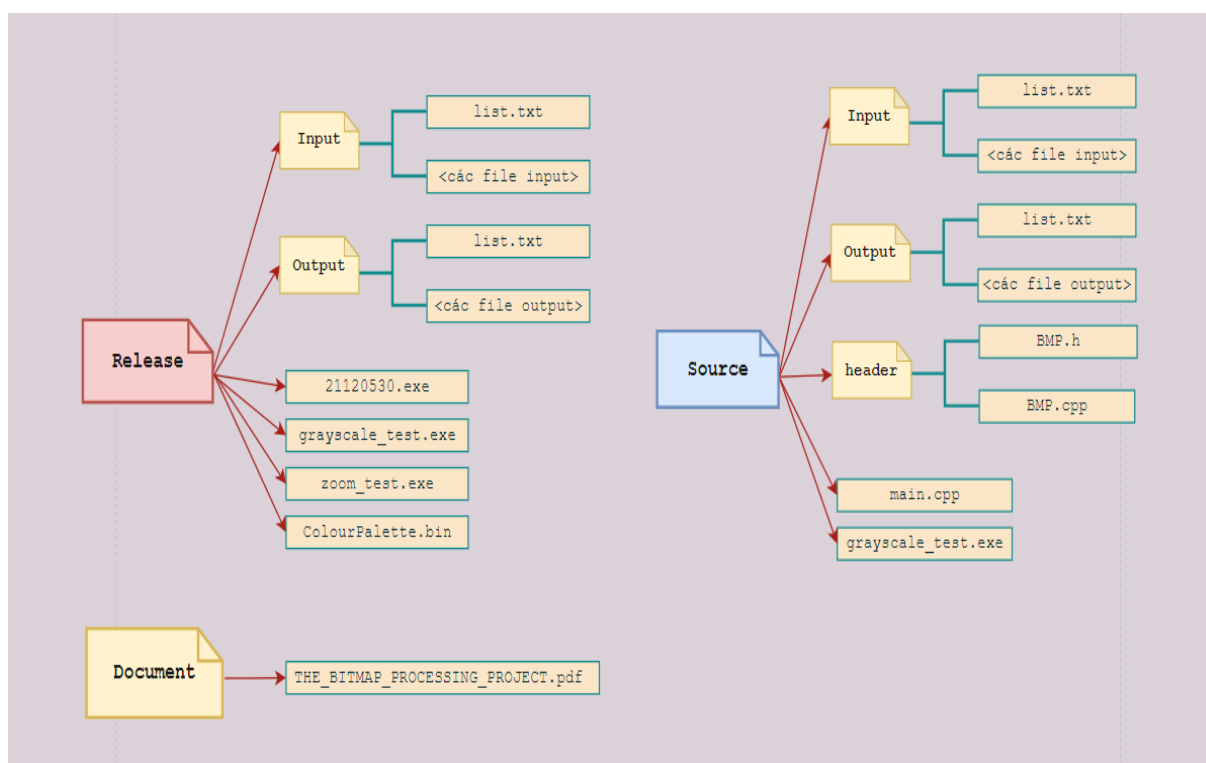 Release
Input
list.txt
<các file input>
Output
list.txt
<các file output>
21120530.exe
grayscale_test.exe
zoom_test.exe
ColourPalette.bin
Source
Input
list.txt
<các file input>
Output
list.txt
<các file output>
header
BMP.h
BMP.cpp
main.cpp
grayscale_test.exe
Document
THE_BITMAP_PROCESSING_PROJECT.pdf